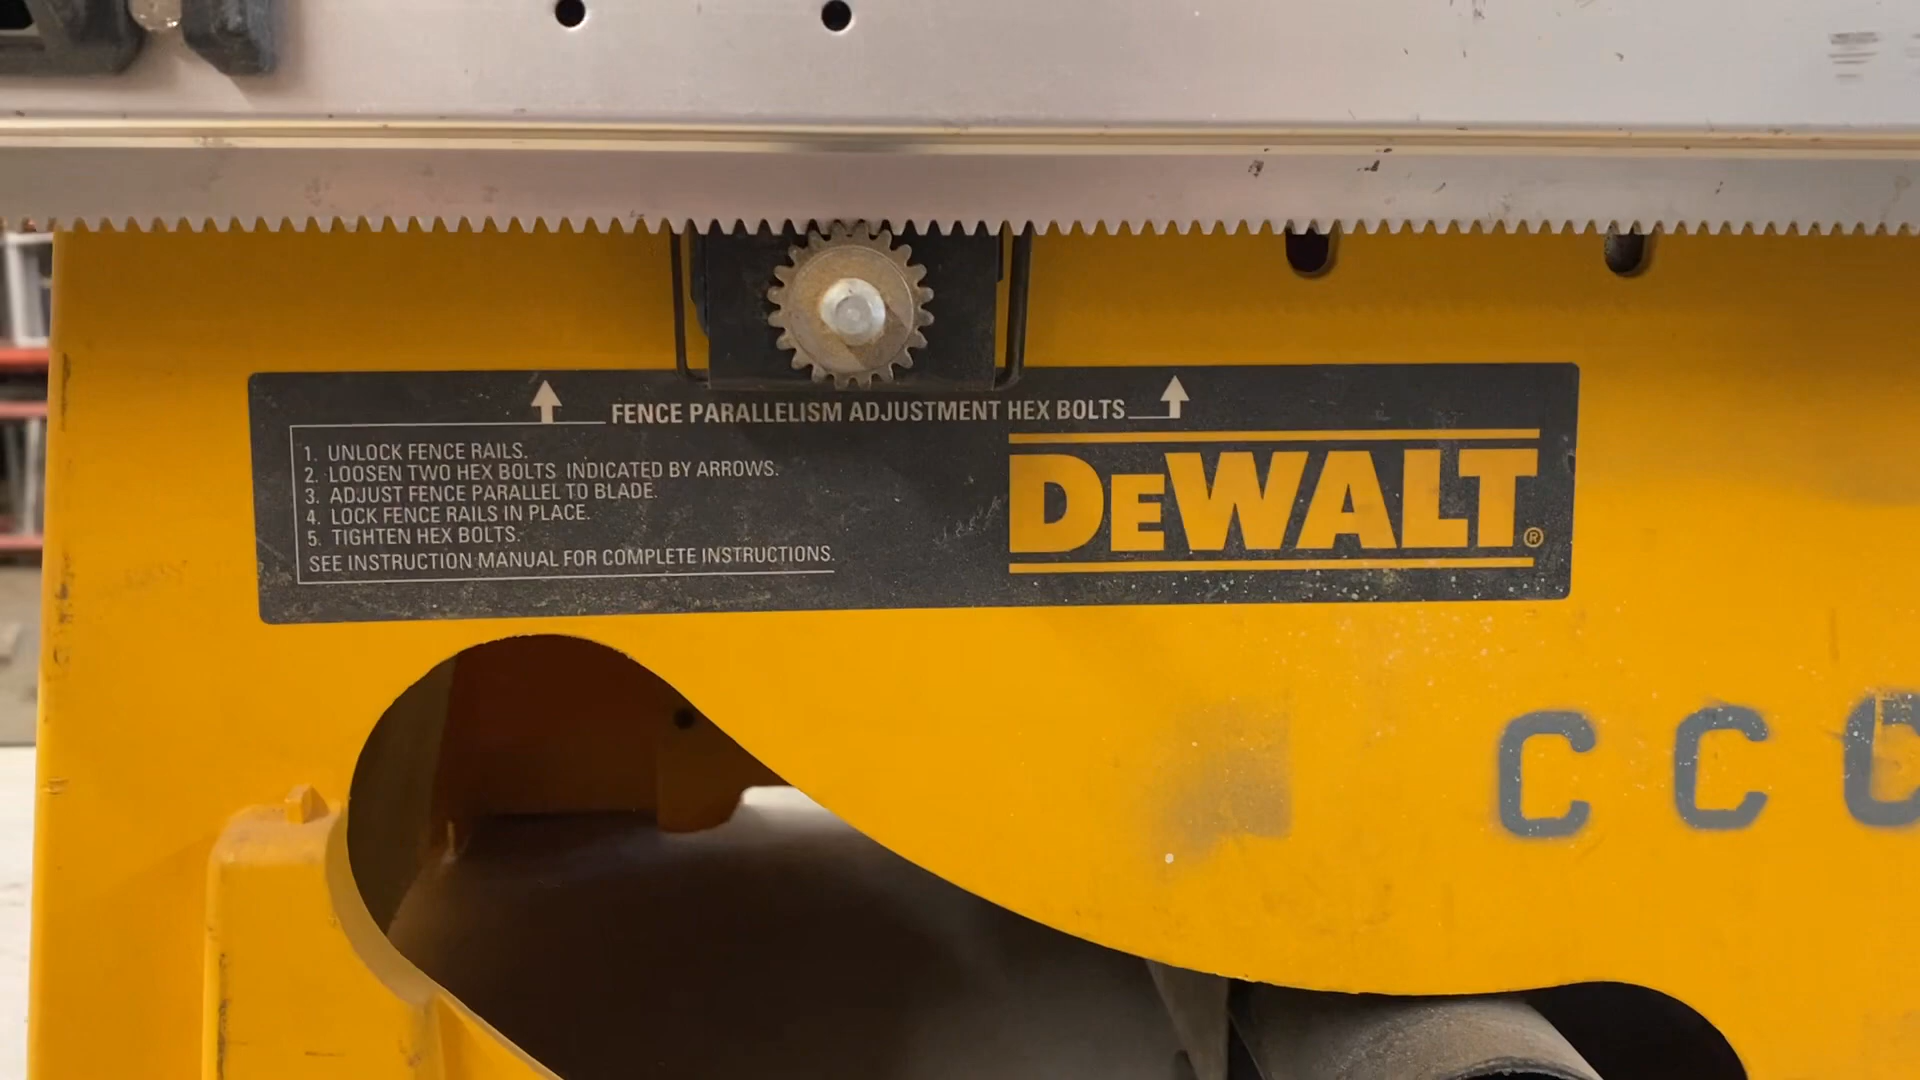 FENCE PARALLELISM ADJUSTMENT HEX BOLTS
1. UNLOCK FENCE RAILS.
2. LOOSEN TWO HEX BOLTS INDICATED BY ARROWS.
3. ADJUST FENCE PARALLEL TO BLADE.
4. LOCK FENCE RAILS IN PLACE.
5. TIGHTEN HEX BOLTS.
SEE INSTRUCTION MANUAL FOR COMPLETE INSTRUCTIONS.
DEWALT®
C C C